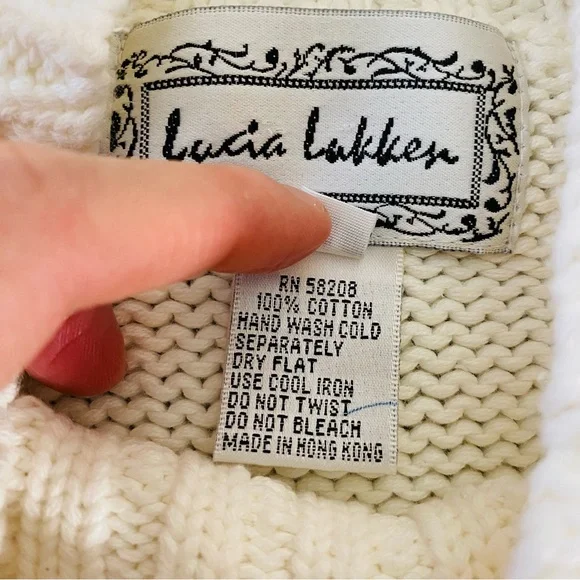 Lucia Lukken
RN 58208
100% COTTON
HAND WASH COLD
SEPARATELY
DRY FLAT
USE COOL IRON
DO NOT TWIST
DO NOT BLEACH
MADE IN HONG KONG